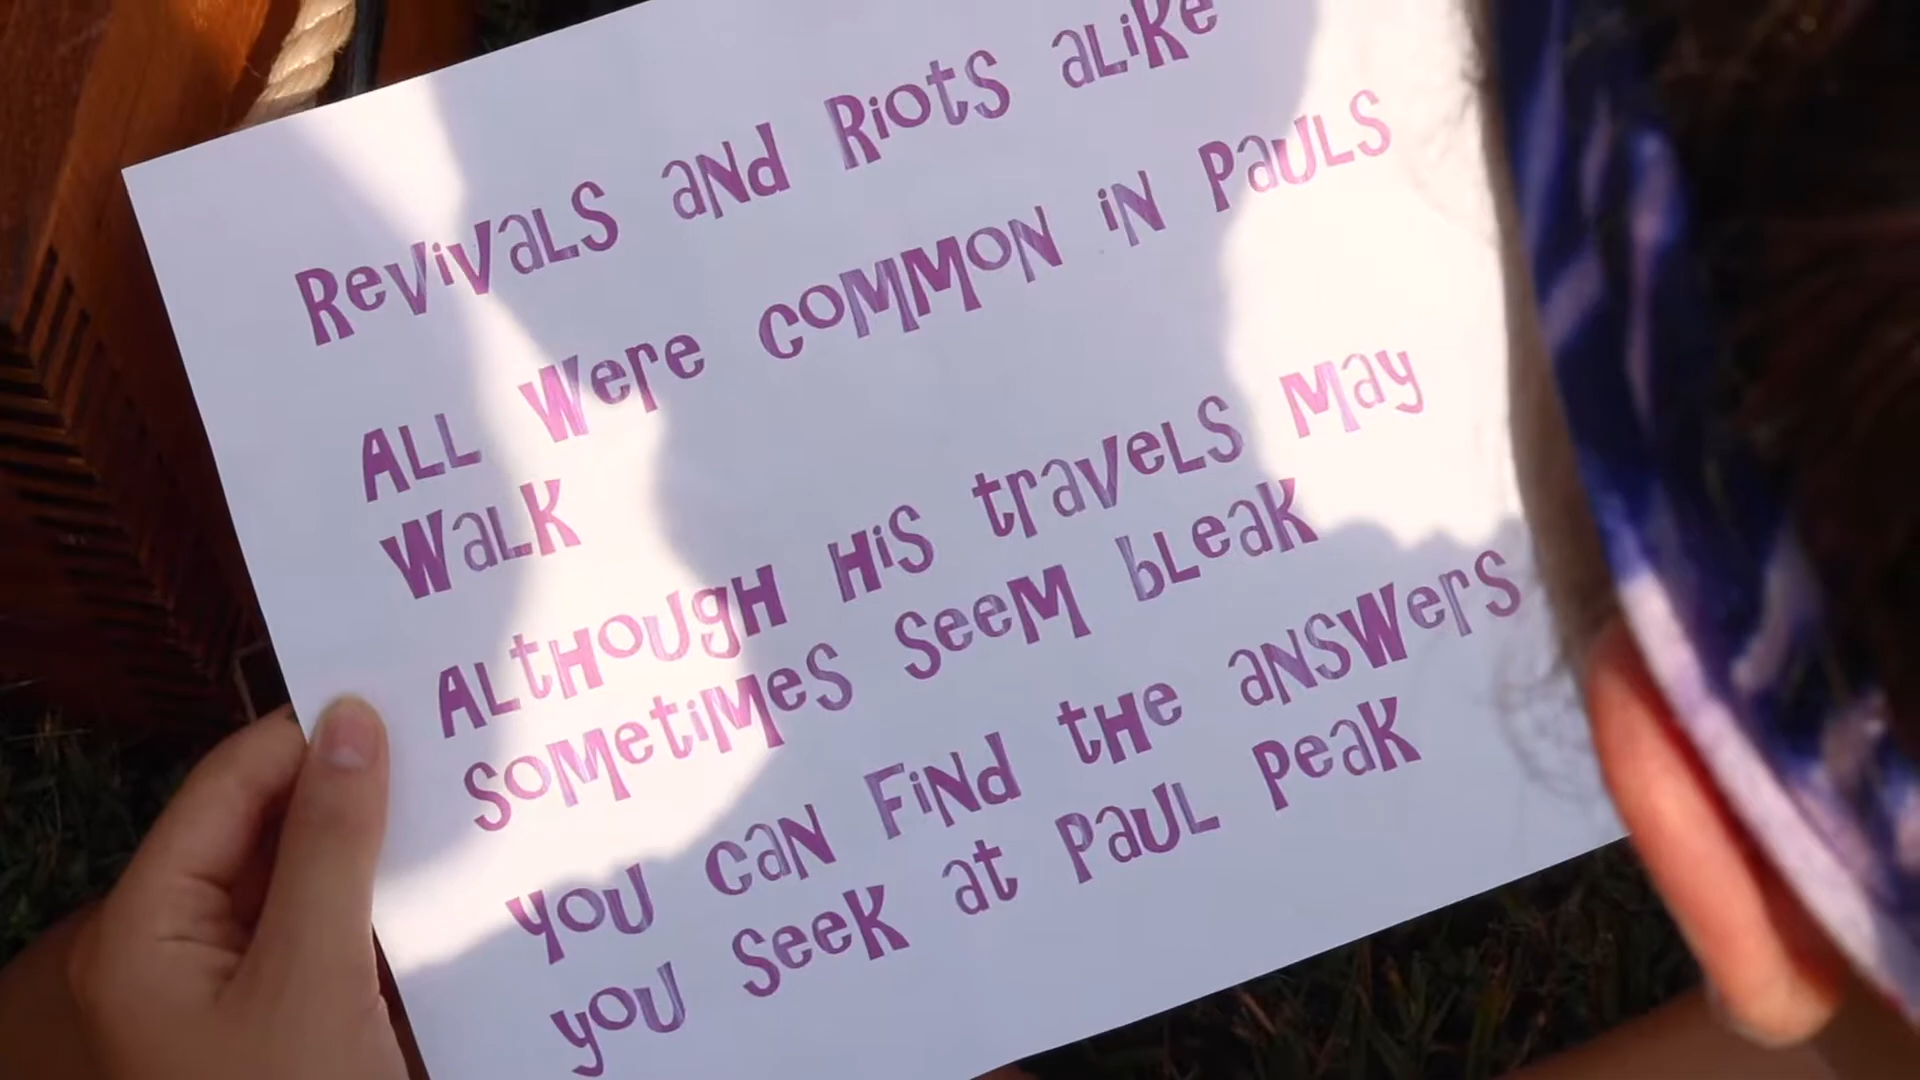 Revivals and Riots alike
All were common in Pauls
walk
Although his travels may
sometimes seem bleak
you can find the answers
you seek at Paul Peak